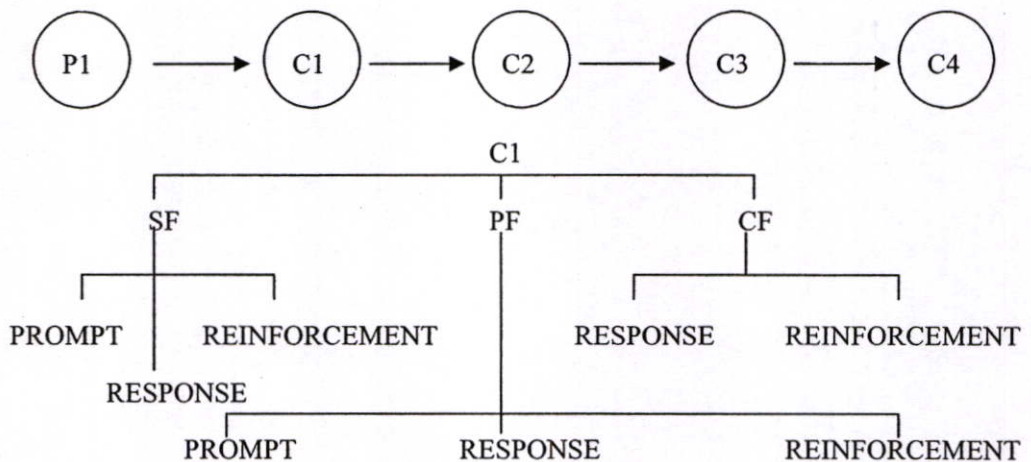 P1 C1 C2 C3 C4
C1
SF PF CF
PROMPT REINFORCEMENT RESPONSE REINFORCEMENT
RESPONSE
PROMPT RESPONSE REINFORCEMENT